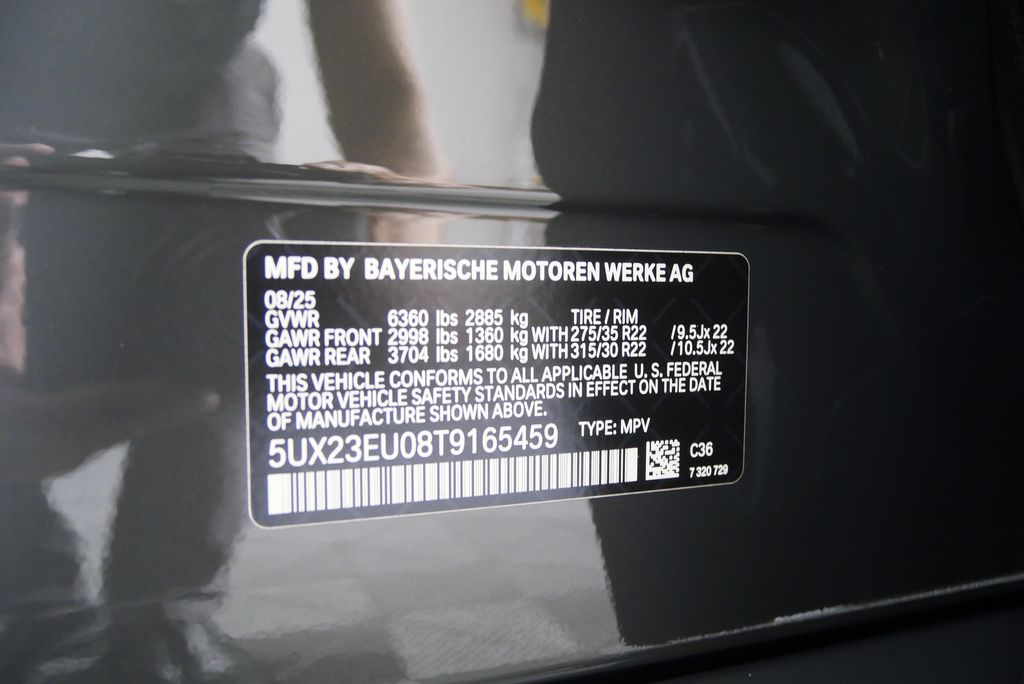 MFD BY BAYERISCHE MOTOREN WERKE AG
08/25
GVWR 6360 lbs 2885 kg TIRE / RIM
GAWR FRONT 2998 lbs 1360 kg WITH 275/35 R22 /9.5Jx 22
GAWR REAR 3704 lbs 1680 kg WITH 315/30 R22 /10.5Jx 22
THIS VEHICLE CONFORMS TO ALL APPLICABLE U. S. FEDERAL
MOTOR VEHICLE SAFETY STANDARDS IN EFFECT ON THE DATE
OF MANUFACTURE SHOWN ABOVE.
5UX23EU08T9165459 TYPE: MPV
C36
7 320 729